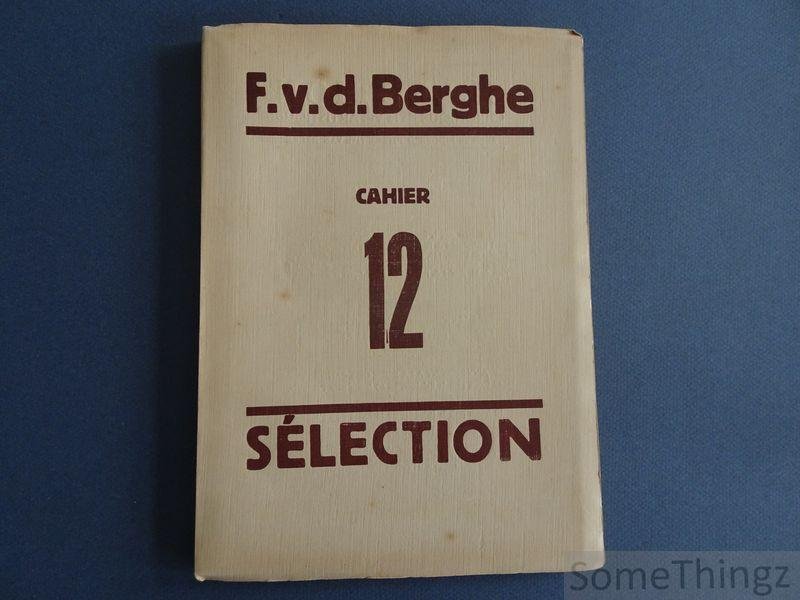 F.v.d.Berghe
CAHIER
12
SÉLECTION
SomeThingz